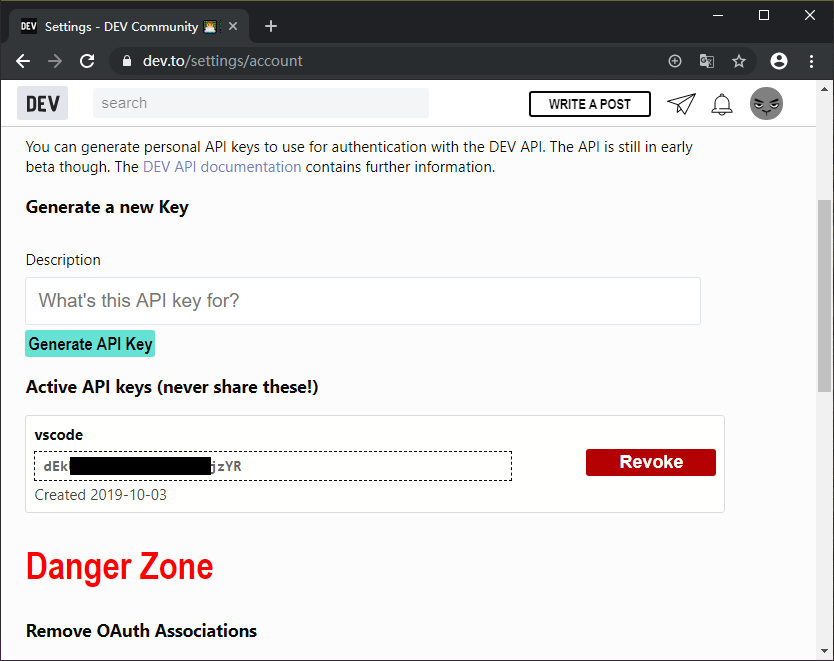 DEV Settings - DEV Community
dev.to/settings/account
DEV search WRITE A POST
You can generate personal API keys to use for authentication with the DEV API. The API is still in early
beta though. The DEV API documentation contains further information.
Generate a new Key
Description
What's this API key for?
Generate API Key
Active API keys (never share these!)
vscode
dEk jzYR
Revoke
Created 2019-10-03
Danger Zone
Remove OAuth Associations